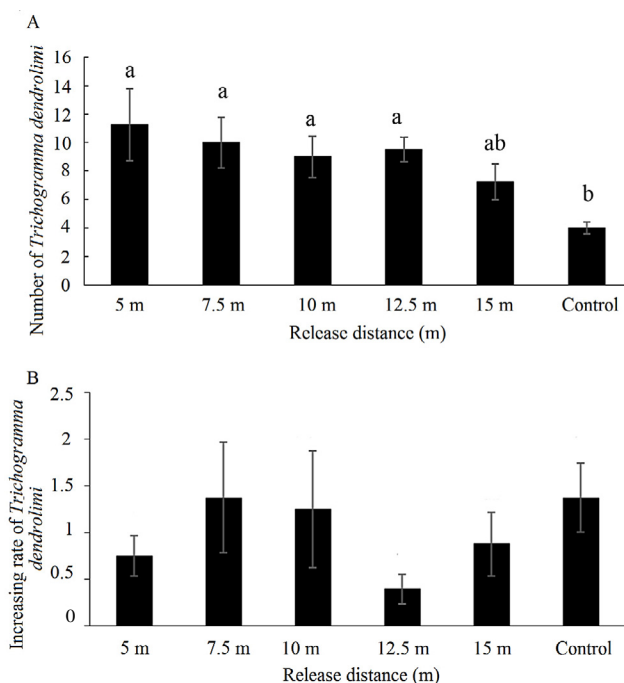 A
Number of Trichogramma dendrolimi
16
14
12
10
8
6
4
2
0
a
a
a
a
ab
b
5 m 7.5 m 10 m 12.5 m 15 m Control
Release distance (m)
B
Increasing rate of Trichogramma
dendrolimi
2.5
2
1.5
1
0.5
0
5 m 7.5 m 10 m 12.5 m 15 m Control
Release distance (m)